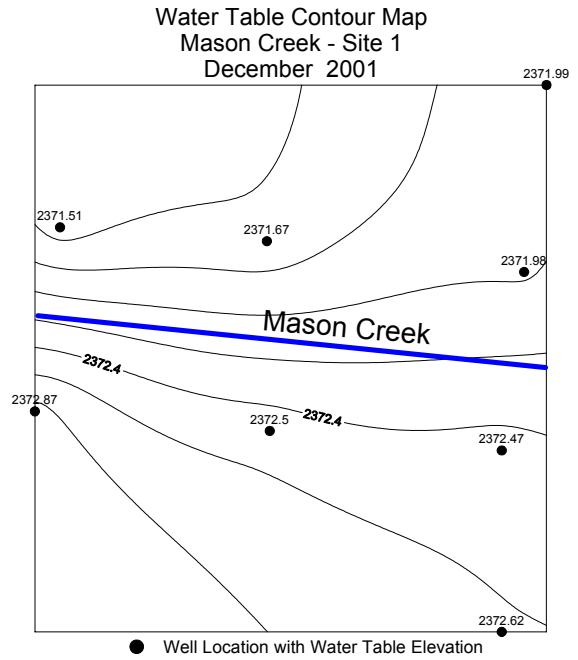 Water Table Contour Map
Mason Creek - Site 1
December 2001
2371.99
2371.51
2371.67
2371.98
Mason Creek
2372.4
2372.87
2372.5
2372.4
2372.47
2372.62
Well Location with Water Table Elevation